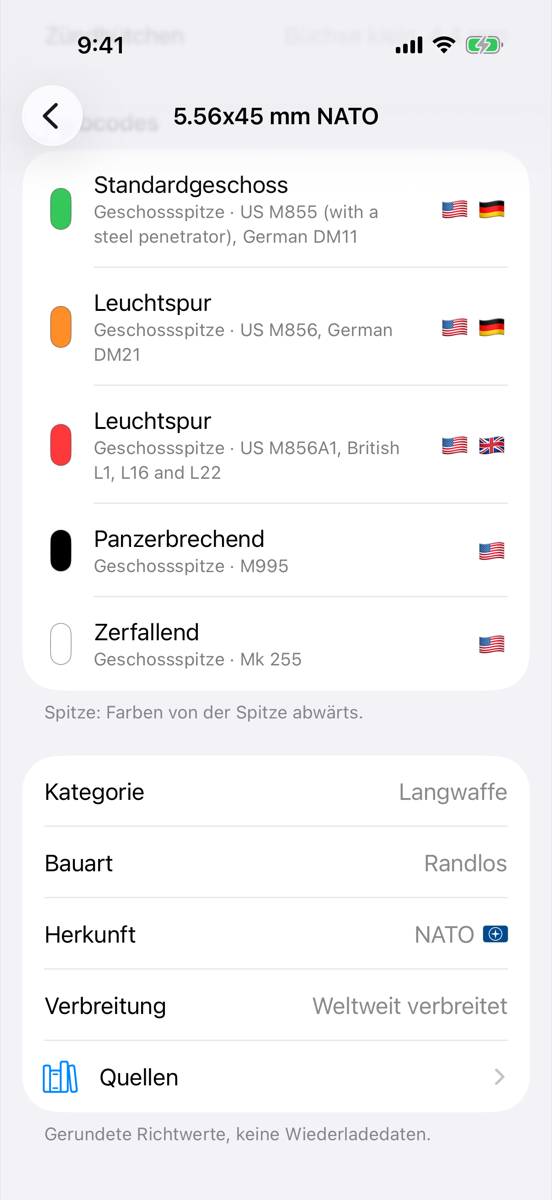 Zündhütchen
9:41
5.56x45 mm NATO
Standardgeschoss
Geschossspitze · US M855 (with a
steel penetrator), German DM11
Leuchtspur
Geschossspitze · US M856, German
DM21
Leuchtspur
Geschossspitze · US M856A1, British
L1, L16 and L22
Panzerbrechend
Geschossspitze · M995
Zerfallend
Geschossspitze · Mk 255
Spitze: Farben von der Spitze abwärts.
Kategorie Langwaffe
Bauart Randlos
Herkunft NATO
Verbreitung Weltweit verbreitet
Quellen
Gerundete Richtwerte, keine Wiederladedaten.